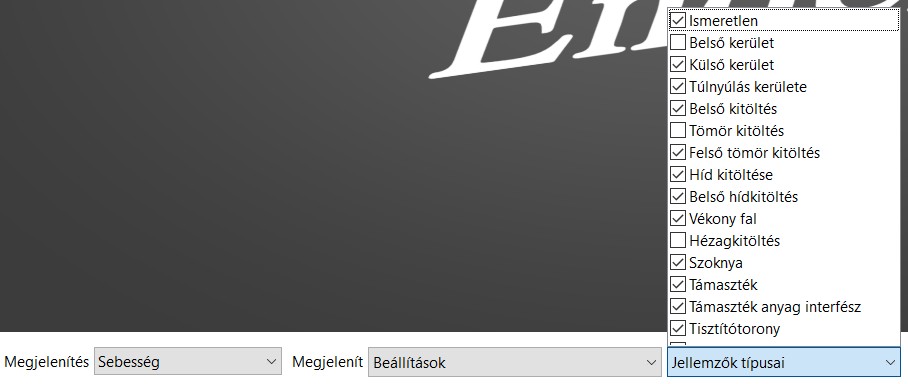 Ismeretlen
Belső kerület
Külső kerület
Túlnyúlás kerülete
Belső kitöltés
Tömör kitöltés
Felső tömör kitöltés
Híd kitöltése
Belső hídkitöltés
Vékony fal
Hézagkitöltés
Szoknya
Támaszték
Támaszték anyag interfész
Tisztítótorony
Megjelenítés Sebesség Megjelenít Beállítások Jellemzők típusai